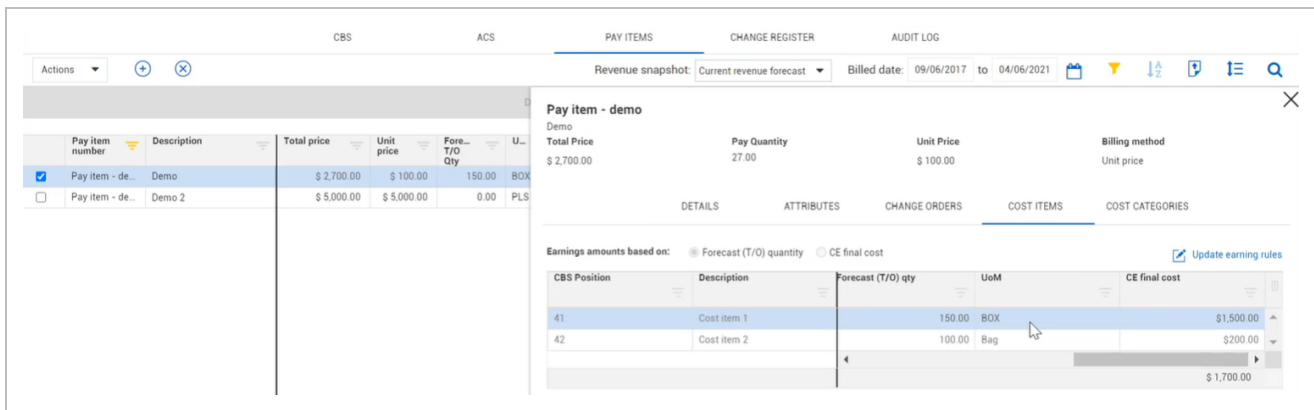 CBS ACS PAY ITEMS CHANGE REGISTER AUDIT LOG
Actions Revenue snapshot: Current revenue forecast Billed date: 09/06/2017 to 04/06/2021
Pay item number Description Total price Unit price Fore... T/O Qty U...
Pay item - de... Demo $ 2,700.00 $ 100.00 150.00 BOX
Pay item - de... Demo 2 $ 5,000.00 $ 5,000.00 0.00 PLS
Pay item - demo
Demo
Total Price Pay Quantity Unit Price Billing method
$ 2,700.00 27.00 $ 100.00 Unit price
DETAILS ATTRIBUTES CHANGE ORDERS COST ITEMS COST CATEGORIES
Earnings amounts based on: Forecast (T/O) quantity CE final cost Update earning rules
CBS Position Description Forecast (T/O) qty UoM CE final cost
41 Cost item 1 150.00 BOX $1,500.00
42 Cost item 2 100.00 Bag $200.00
$ 1,700.00